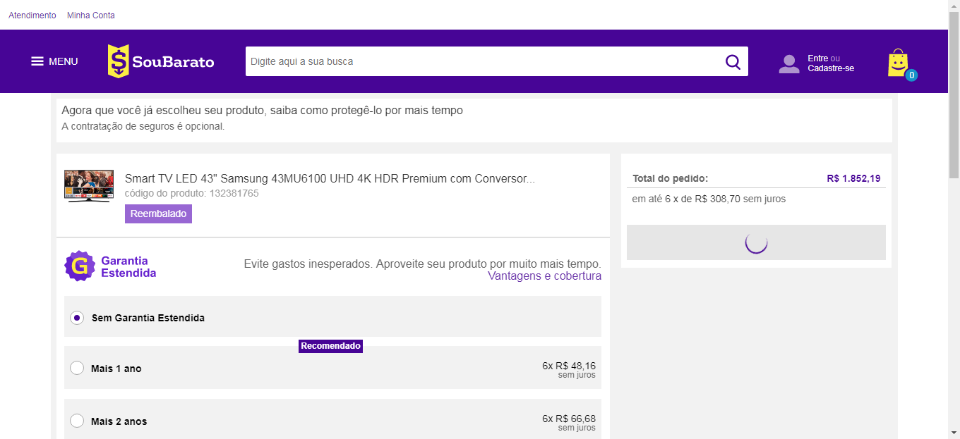 Atendimento Minha Conta
MENU SouBarato Digite aqui a sua busca Entre ou
Cadastre-se
0
Agora que você já escolheu seu produto, saiba como protegê-lo por mais tempo
A contratação de seguros é opcional.
Smart TV LED 43" Samsung 43MU6100 UHD 4K HDR Premium com Conversor...
código do produto: 132381765
Reembalado
Total do pedido: R$ 1.852,19
em até 6 x de R$ 308,70 sem juros
G Garantia
Estendida
Evite gastos inesperados. Aproveite seu produto por muito mais tempo.
Vantagens e cobertura
Sem Garantia Estendida
Recomendado
Mais 1 ano 6x R$ 48,16
sem juros
Mais 2 anos 6x R$ 66,68
sem juros